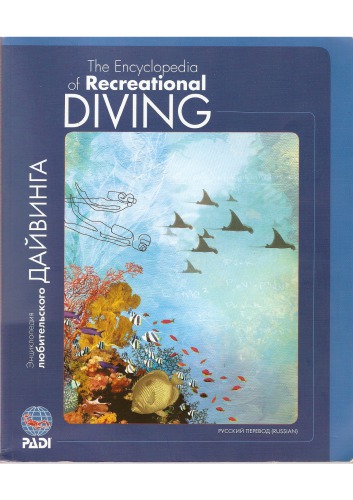 The Encyclopedia
of Recreational
DIVING
Энциклопедия
любительского
ДАЙВИНГА
РУССКИЙ ПЕРЕВОД (RUSSIAN)
PADI